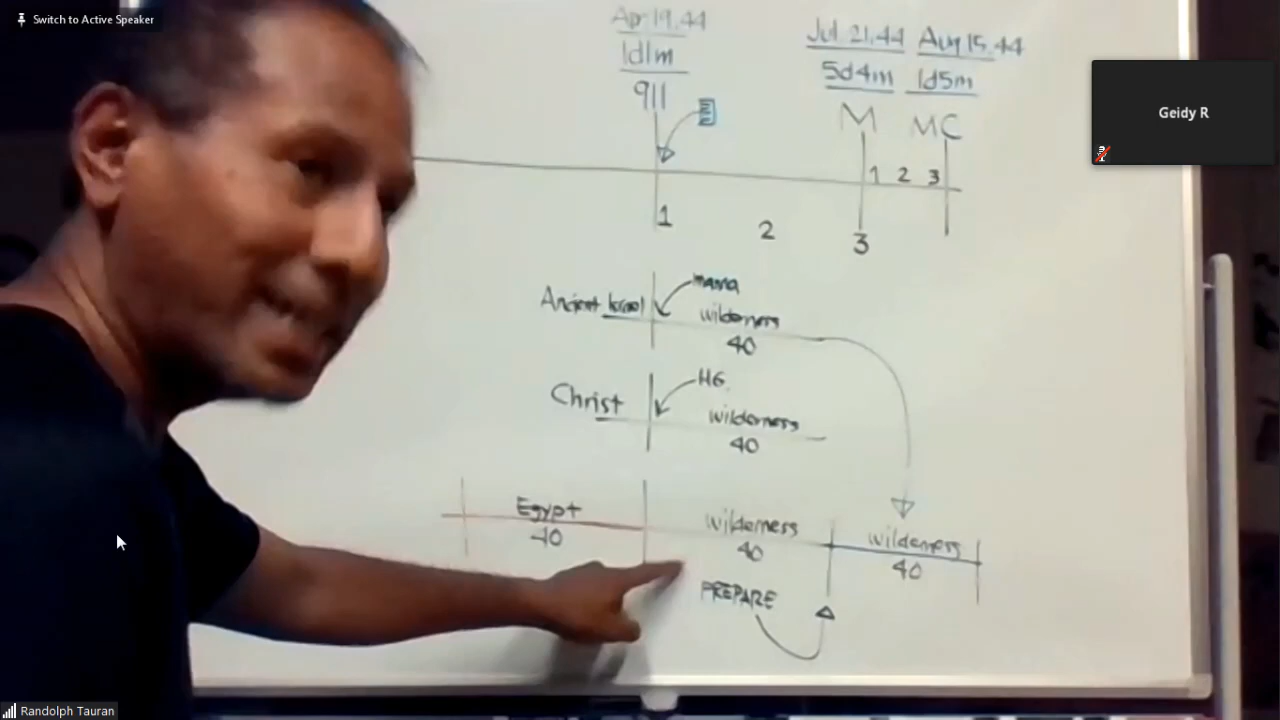 Switch to Active Speaker
Apr 19, 44
1d1m
911
Jul. 21, 44 Aug 15, 44
5d4m 1d5m
M MC
Geidy R
1 2 3
1 2 3
Ancient Israel
manna
wilderness
40
Christ
HG.
wilderness
40
Egypt
40
wilderness
40
wilderness
40
PREPARE
Randolph Tauran